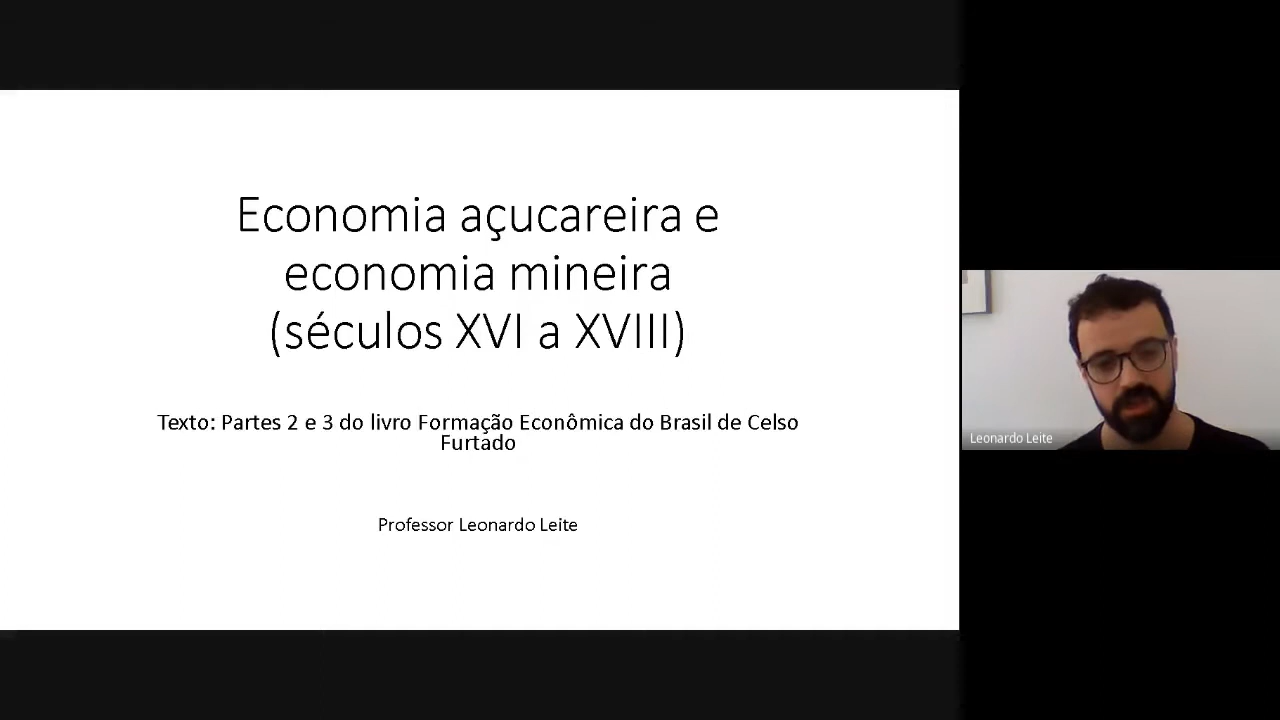 Economia açucareira e
economia mineira
(séculos XVI a XVIII)
Texto: Partes 2 e 3 do livro Formação Econômica do Brasil de Celso
Furtado
Professor Leonardo Leite
Leonardo Leite